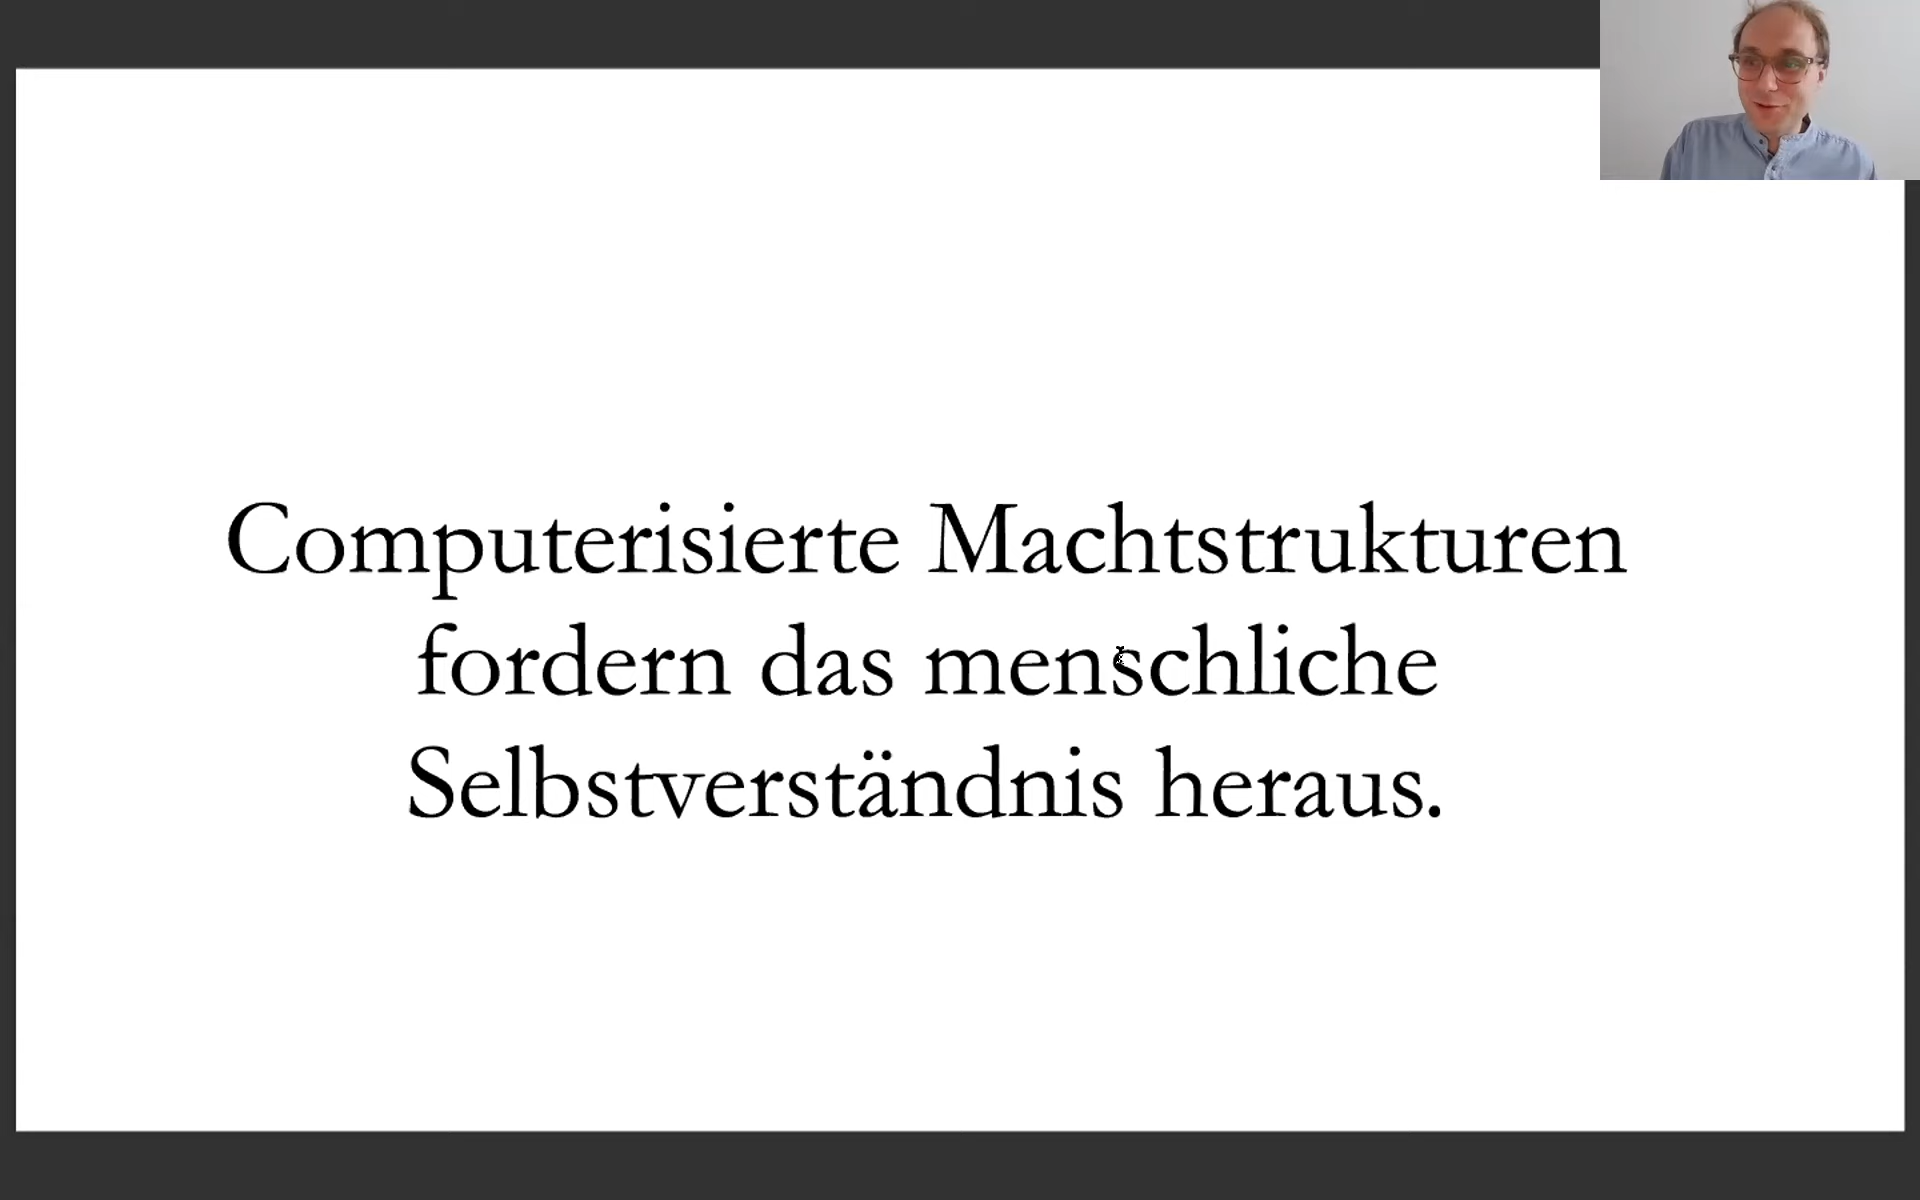 Computerisierte Machtstrukturen
fordern das menschliche
Selbstverständnis heraus.